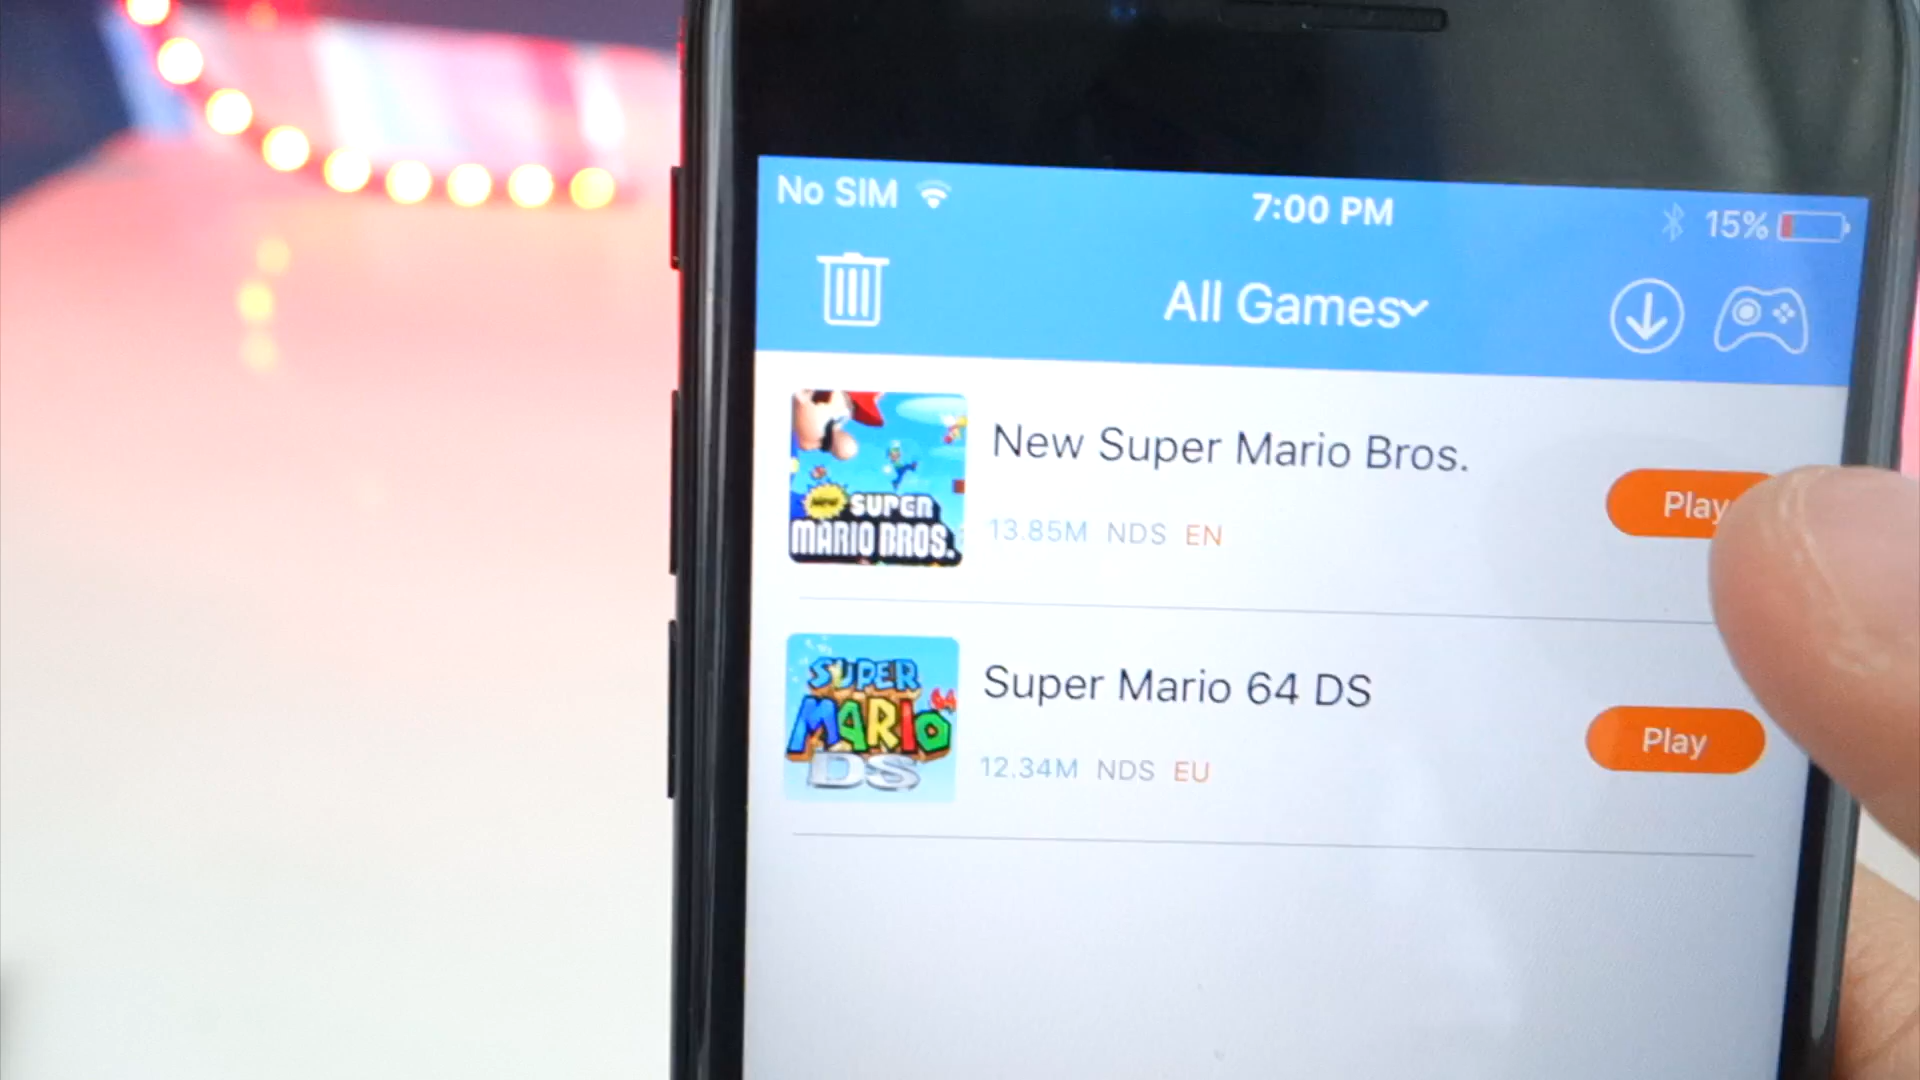 No SIM 7:00 PM 15%
All Games
New Super Mario Bros.
Play
13.85M NDS EN
New SUPER
MARIO BROS.
Super Mario 64 DS
Play
12.34M NDS EU
SUPER
MARIO 64
DS